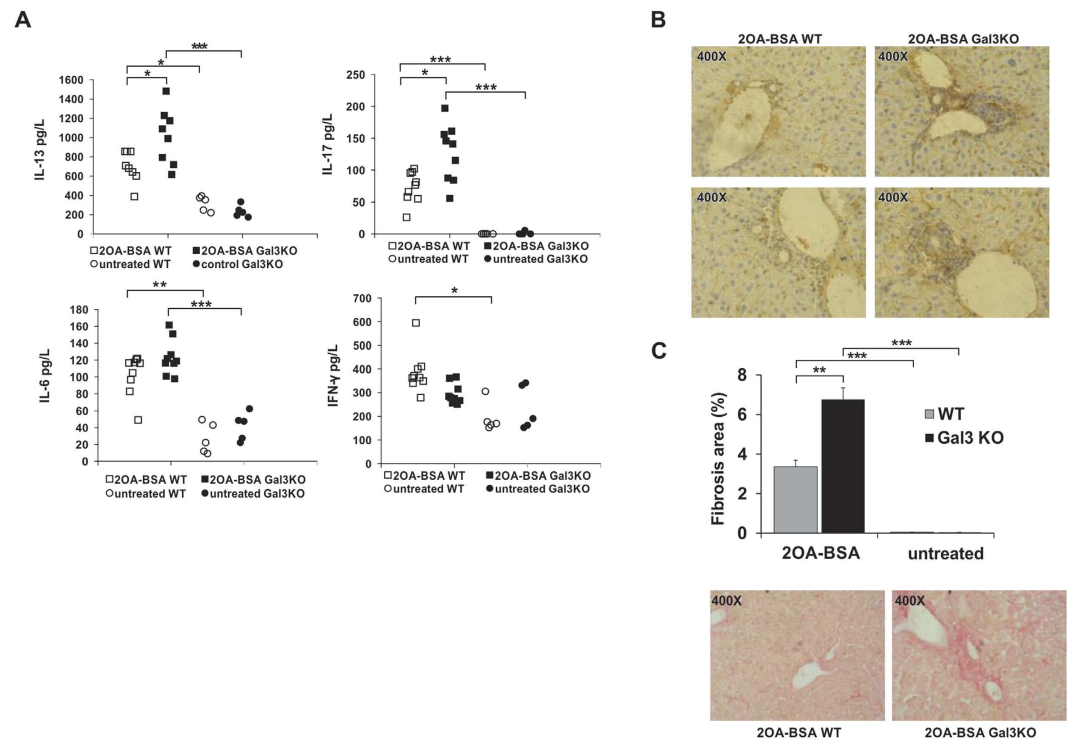 A
***
*
*
IL-13 pg/L
1600
1400
1200
1000
800
600
400
200
0
2OA-BSA WT 2OA-BSA Gal3KO
untreated WT control Gal3KO
***
*
***
IL-17 pg/L
250
200
150
100
50
0
2OA-BSA WT 2OA-BSA Gal3KO
untreated WT untreated Gal3KO
**
***
IL-6 pg/L
180
160
140
120
100
80
60
40
20
0
2OA-BSA WT 2OA-BSA Gal3KO
untreated WT untreated Gal3KO
*
IFN-γ pg/L
700
600
500
400
300
200
100
0
2OA-BSA WT 2OA-BSA Gal3KO
untreated WT untreated Gal3KO
B
2OA-BSA WT 2OA-BSA Gal3KO
400X 400X
400X 400X
C
***
***
**
Fibrosis area (%)
8
6
4
2
0
WT
Gal3 KO
2OA-BSA untreated
400X 400X
2OA-BSA WT 2OA-BSA Gal3KO